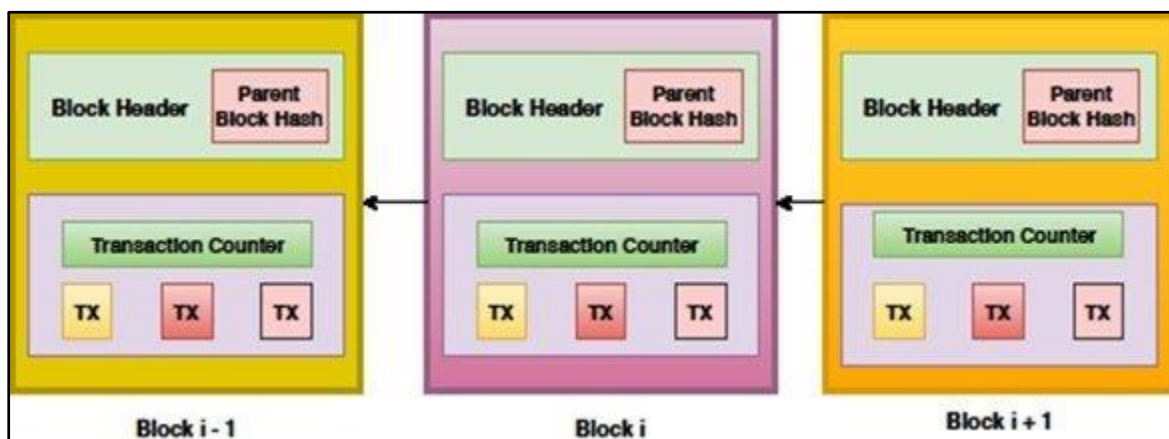 Block Header
Parent
Block Hash
Transaction Counter
TX TX TX
Block i - 1
Block Header
Parent
Block Hash
Transaction Counter
TX TX TX
Block i
Block Header
Parent
Block Hash
Transaction Counter
TX TX TX
Block i + 1